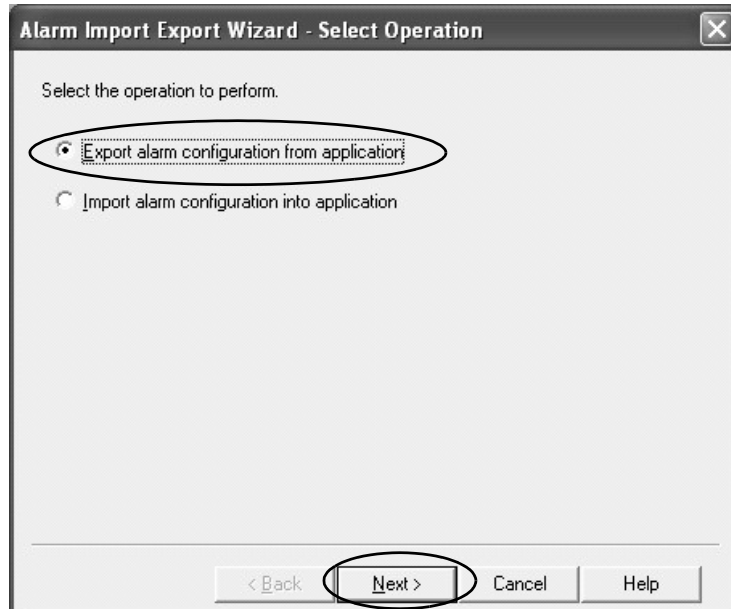 Alarm Import Export Wizard - Select Operation
Select the operation to perform.
Export alarm configuration from application
Import alarm configuration into application
< Back Next > Cancel Help